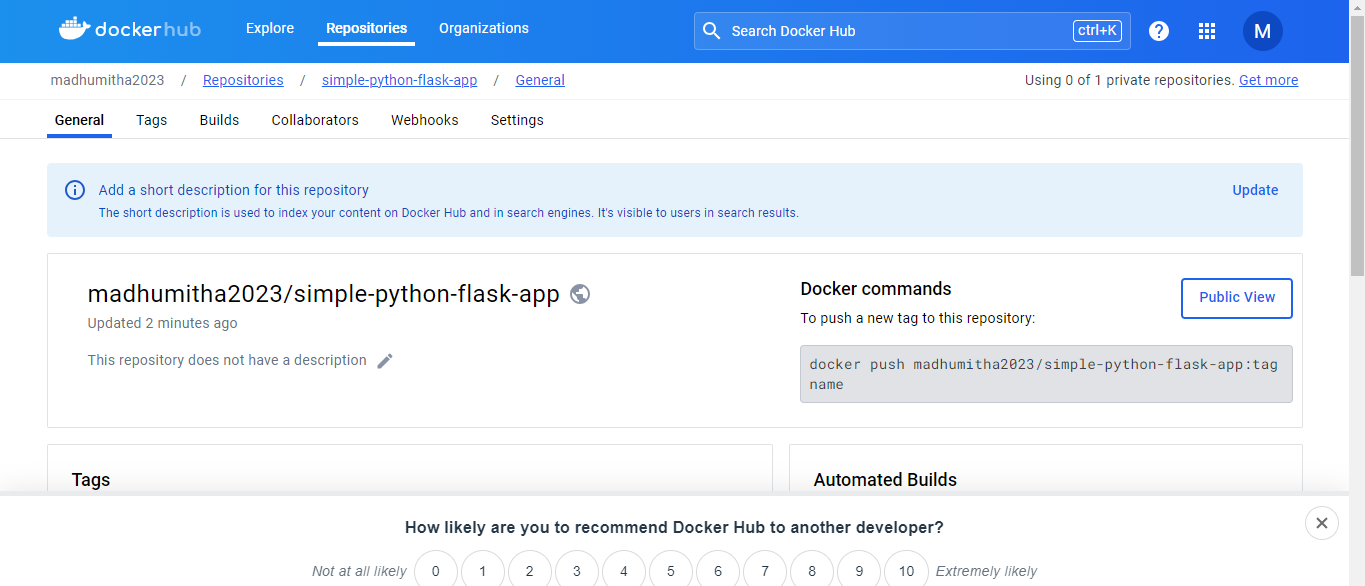 dockerhub Explore Repositories Organizations Search Docker Hub ctrl+K ? M
madhumitha2023 / Repositories / simple-python-flask-app / General Using 0 of 1 private repositories. Get more
General Tags Builds Collaborators Webhooks Settings
Add a short description for this repository Update
The short description is used to index your content on Docker Hub and in search engines. It's visible to users in search results.
madhumitha2023/simple-python-flask-app
Updated 2 minutes ago
This repository does not have a description
Docker commands Public View
To push a new tag to this repository:
docker push madhumitha2023/simple-python-flask-app:tag
name
Tags
Automated Builds
How likely are you to recommend Docker Hub to another developer?
Not at all likely 0 1 2 3 4 5 6 7 8 9 10 Extremely likely